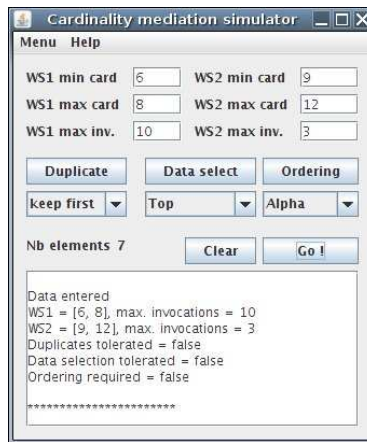 Cardinality mediation simulator
Menu Help
WS1 min card 6 WS2 min card 9
WS1 max card 8 WS2 max card 12
WS1 max inv. 10 WS2 max inv. 3
Duplicate Data select Ordering
keep first Top Alpha
Nb elements 7 Clear Go !
Data entered
WS1 = [6, 8], max. invocations = 10
WS2 = [9, 12], max. invocations = 3
Duplicates tolerated = false
Data selection tolerated = false
Ordering required = false
***********************